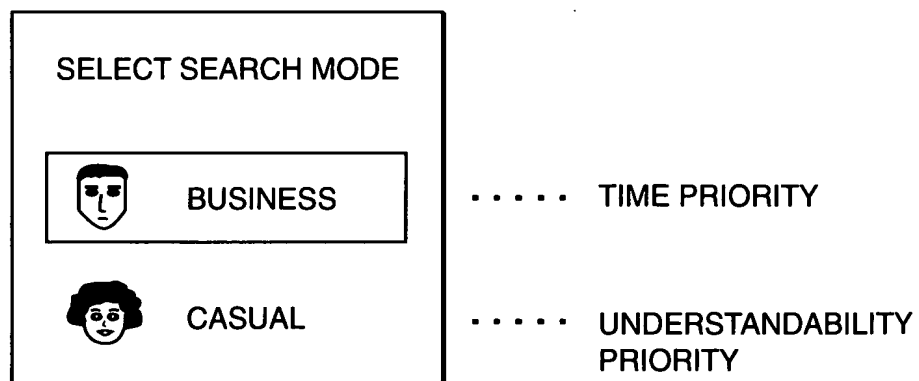 SELECT SEARCH MODE
BUSINESS ..... TIME PRIORITY
CASUAL ..... UNDERSTANDABILITY
PRIORITY